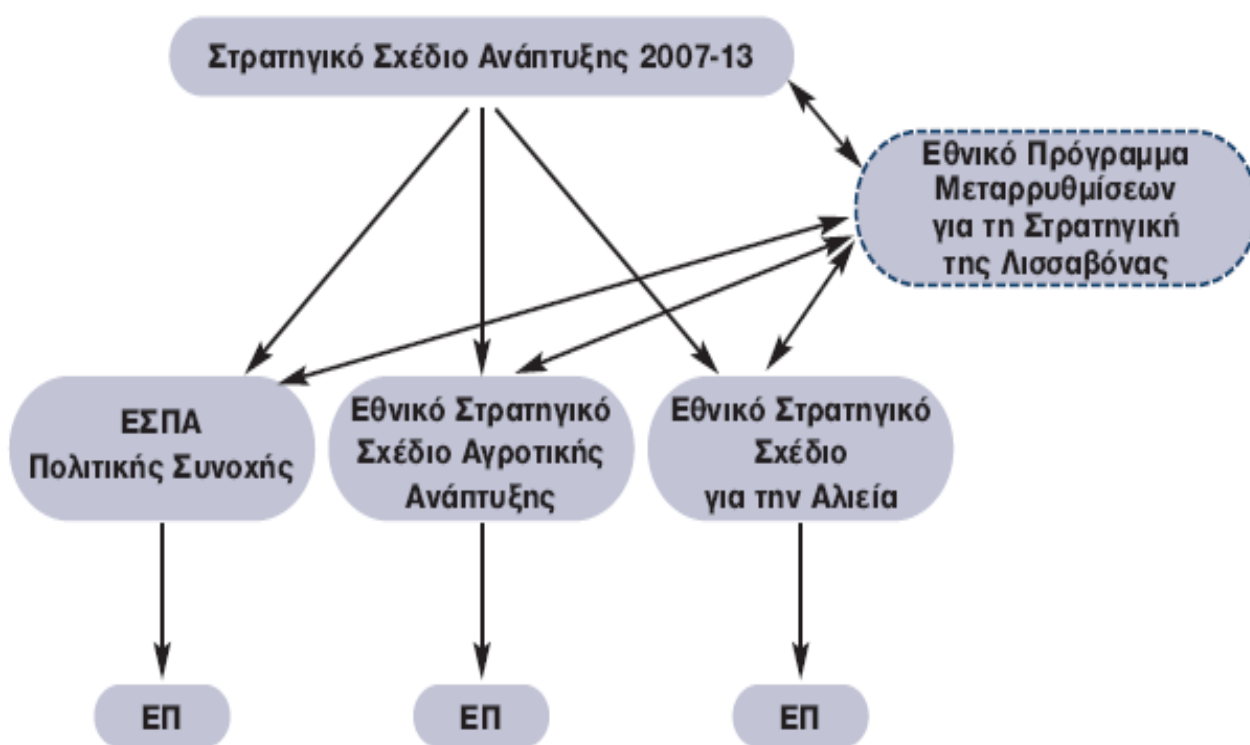 Στρατηγικό Σχέδιο Ανάπτυξης 2007-13
Εθνικό Πρόγραμμα
Μεταρρυθμίσεων
για τη Στρατηγική
της Λισσαβόνας
ΕΣΠΑ
Πολιτικής Συνοχής
Εθνικό Στρατηγικό
Σχέδιο Αγροτικής
Ανάπτυξης
Εθνικό Στρατηγικό
Σχέδιο
για την Αλιεία
ΕΠ
ΕΠ
ΕΠ